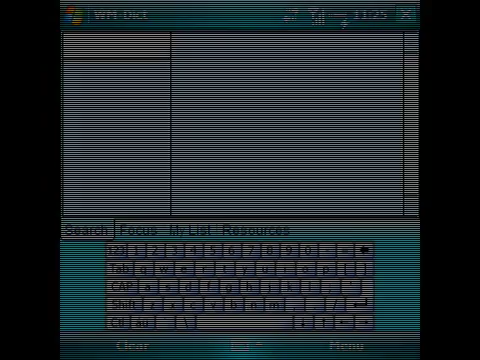 WM-Dict 11:25 X
Search Focus My List Resources
123 1 2 3 4 5 6 7 8 9 0 - =
Tab q w e r t y u i o p [ ]
CAP a s d f g h j k l ; '
Shift z x c v b n m , . /
Ctl áü ` \
Clear Menu